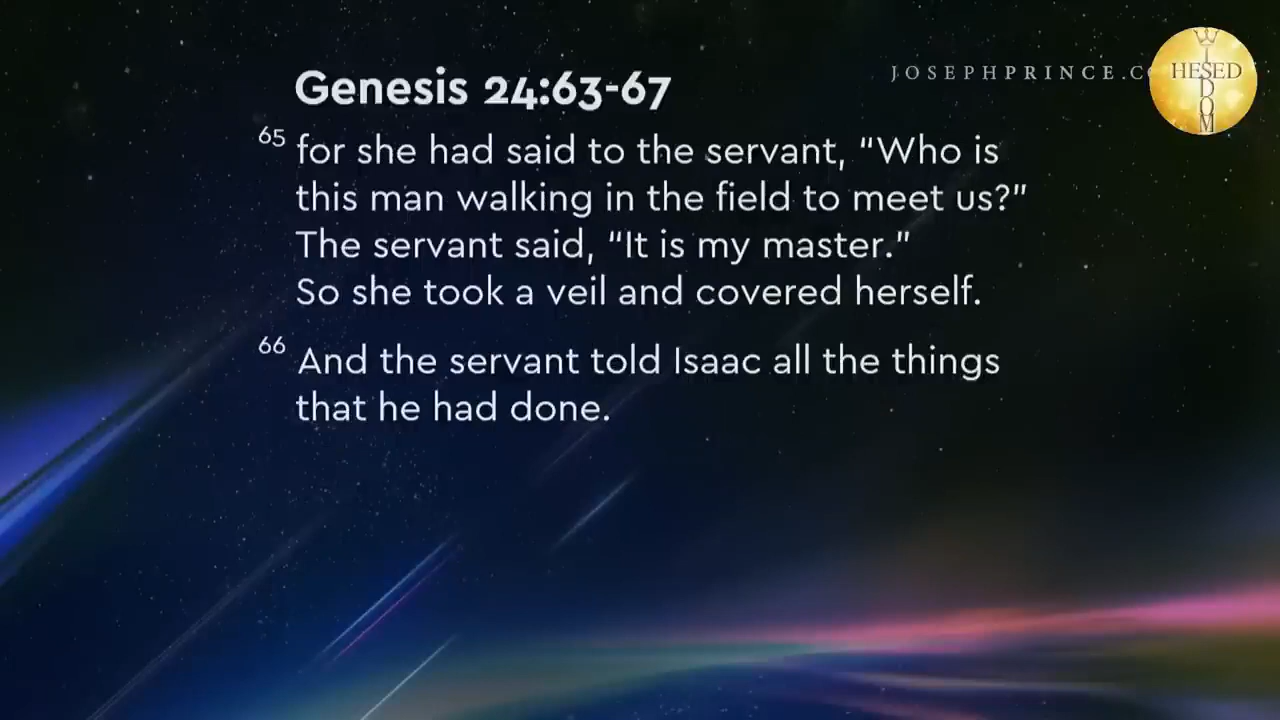 JOSEPHPRINCE.C
HESED
WISDOM
Genesis 24:63-67
65 for she had said to the servant, “Who is
this man walking in the field to meet us?”
The servant said, “It is my master.”
So she took a veil and covered herself.
66 And the servant told Isaac all the things
that he had done.